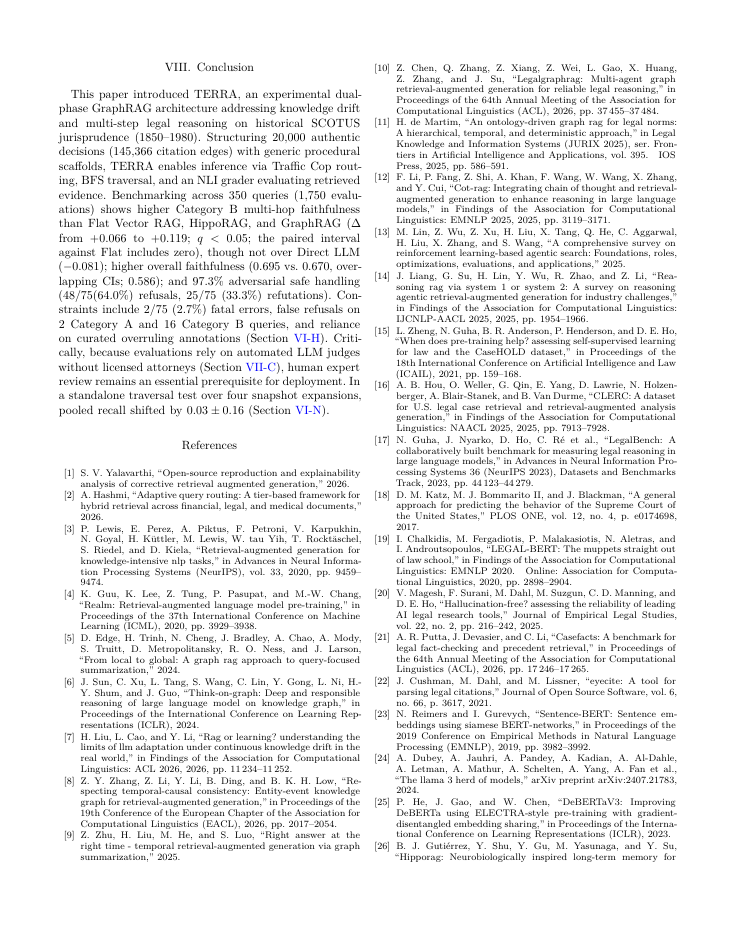 VIII. Conclusion
This paper introduced TERRA, an experimental dual-
phase GraphRAG architecture addressing knowledge drift
and multi-step legal reasoning on historical SCOTUS
jurisprudence (1850–1980). Structuring 20,000 authentic
decisions (145,366 citation edges) with generic procedural
scaffolds, TERRA enables inference via Traffic Cop rout-
ing, BFS traversal, and an NLI grader evaluating retrieved
evidence. Benchmarking across 350 queries (1,750 evalu-
ations) shows higher Category B multi-hop faithfulness
than Flat Vector RAG, HippoRAG, and GraphRAG (Δ
from +0.066 to +0.119; q < 0.05; the paired interval
against Flat includes zero), though not over Direct LLM
(−0.081); higher overall faithfulness (0.695 vs. 0.670, over-
lapping CIs; 0.586); and 97.3% adversarial safe handling
(48/75(64.0%) refusals, 25/75 (33.3%) refutations). Con-
straints include 2/75 (2.7%) fatal errors, false refusals on
2 Category A and 16 Category B queries, and reliance
on curated overruling annotations (Section VI-H). Criti-
cally, because evaluations rely on automated LLM judges
without licensed attorneys (Section VII-C), human expert
review remains an essential prerequisite for deployment. In
a standalone traversal test over four snapshot expansions,
pooled recall shifted by 0.03 ± 0.16 (Section VI-N).
References
[1] S. V. Yalavarthi, “Open-source reproduction and explainability
analysis of corrective retrieval augmented generation,” 2026.
[2] A. Hashmi, “Adaptive query routing: A tier-based framework for
hybrid retrieval across financial, legal, and medical documents,”
2026.
[3] P. Lewis, E. Perez, A. Piktus, F. Petroni, V. Karpukhin,
N. Goyal, H. Küttler, M. Lewis, W. tau Yih, T. Rocktäschel,
S. Riedel, and D. Kiela, “Retrieval-augmented generation for
knowledge-intensive nlp tasks,” in Advances in Neural Informa-
tion Processing Systems (NeurIPS), vol. 33, 2020, pp. 9459–
9474.
[4] K. Guu, K. Lee, Z. Tung, P. Pasupat, and M.-W. Chang,
“Realm: Retrieval-augmented language model pre-training,” in
Proceedings of the 37th International Conference on Machine
Learning (ICML), 2020, pp. 3929–3938.
[5] D. Edge, H. Trinh, N. Cheng, J. Bradley, A. Chao, A. Mody,
S. Truitt, D. Metropolitansky, R. O. Ness, and J. Larson,
“From local to global: A graph rag approach to query-focused
summarization,” 2024.
[6] J. Sun, C. Xu, L. Tang, S. Wang, C. Lin, Y. Gong, L. Ni, H.-
Y. Shum, and J. Guo, “Think-on-graph: Deep and responsible
reasoning of large language model on knowledge graph,” in
Proceedings of the International Conference on Learning Rep-
resentations (ICLR), 2024.
[7] H. Liu, L. Cao, and Y. Li, “Rag or learning? understanding the
limits of llm adaptation under continuous knowledge drift in the
real world,” in Findings of the Association for Computational
Linguistics: ACL 2026, 2026, pp. 11 234–11 252.
[8] Z. Y. Zhang, Z. Li, Y. Li, B. Ding, and B. K. H. Low, “Re-
specting temporal-causal consistency: Entity-event knowledge
graph for retrieval-augmented generation,” in Proceedings of the
19th Conference of the European Chapter of the Association for
Computational Linguistics (EACL), 2026, pp. 2017–2054.
[9] Z. Zhu, H. Liu, M. He, and S. Luo, “Right answer at the
right time - temporal retrieval-augmented generation via graph
summarization,” 2025.
[10] Z. Chen, Q. Zhang, Z. Xiang, Z. Wei, L. Gao, X. Huang,
Z. Zhang, and J. Su, “Legalgraphrag: Multi-agent graph
retrieval-augmented generation for reliable legal reasoning,” in
Proceedings of the 64th Annual Meeting of the Association for
Computational Linguistics (ACL), 2026, pp. 37 455–37 484.
[11] H. de Martim, “An ontology-driven graph rag for legal norms:
A hierarchical, temporal, and deterministic approach,” in Legal
Knowledge and Information Systems (JURIX 2025), ser. Fron-
tiers in Artificial Intelligence and Applications, vol. 395. IOS
Press, 2025, pp. 586–591.
[12] F. Li, P. Fang, Z. Shi, A. Khan, F. Wang, W. Wang, X. Zhang,
and Y. Cui, “Cot-rag: Integrating chain of thought and retrieval-
augmented generation to enhance reasoning in large language
models,” in Findings of the Association for Computational
Linguistics: EMNLP 2025, 2025, pp. 3119–3171.
[13] M. Lin, Z. Wu, Z. Xu, H. Liu, X. Tang, Q. He, C. Aggarwal,
H. Liu, X. Zhang, and S. Wang, “A comprehensive survey on
reinforcement learning-based agentic search: Foundations, roles,
optimizations, evaluations, and applications,” 2025.
[14] J. Liang, G. Su, H. Lin, Y. Wu, R. Zhao, and Z. Li, “Rea-
soning rag via system 1 or system 2: A survey on reasoning
agentic retrieval-augmented generation for industry challenges,”
in Findings of the Association for Computational Linguistics:
IJCNLP-AACL 2025, 2025, pp. 1954–1966.
[15] L. Zheng, N. Guha, B. R. Anderson, P. Henderson, and D. E. Ho,
“When does pre-training help? assessing self-supervised learning
for law and the CaseHOLD dataset,” in Proceedings of the
18th International Conference on Artificial Intelligence and Law
(ICAIL), 2021, pp. 159–168.
[16] A. B. Hou, O. Weller, G. Qin, E. Yang, D. Lawrie, N. Holzen-
berger, A. Blair-Stanek, and B. Van Durme, “CLERC: A dataset
for U.S. legal case retrieval and retrieval-augmented analysis
generation,” in Findings of the Association for Computational
Linguistics: NAACL 2025, 2025, pp. 7913–7928.
[17] N. Guha, J. Nyarko, D. Ho, C. Ré et al., “LegalBench: A
collaboratively built benchmark for measuring legal reasoning in
large language models,” in Advances in Neural Information Pro-
cessing Systems 36 (NeurIPS 2023), Datasets and Benchmarks
Track, 2023, pp. 44 123–44 279.
[18] D. M. Katz, M. J. Bommarito II, and J. Blackman, “A general
approach for predicting the behavior of the Supreme Court of
the United States,” PLOS ONE, vol. 12, no. 4, p. e0174698,
2017.
[19] I. Chalkidis, M. Fergadiotis, P. Malakasiotis, N. Aletras, and
I. Androutsopoulos, “LEGAL-BERT: The muppets straight out
of law school,” in Findings of the Association for Computational
Linguistics: EMNLP 2020. Online: Association for Computa-
tional Linguistics, 2020, pp. 2898–2904.
[20] V. Magesh, F. Surani, M. Dahl, M. Suzgun, C. D. Manning, and
D. E. Ho, “Hallucination-free? assessing the reliability of leading
AI legal research tools,” Journal of Empirical Legal Studies,
vol. 22, no. 2, pp. 216–242, 2025.
[21] A. R. Putta, J. Devasier, and C. Li, “Casefacts: A benchmark for
legal fact-checking and precedent retrieval,” in Proceedings of
the 64th Annual Meeting of the Association for Computational
Linguistics (ACL), 2026, pp. 17 246–17 265.
[22] J. Cushman, M. Dahl, and M. Lissner, “eyecite: A tool for
parsing legal citations,” Journal of Open Source Software, vol. 6,
no. 66, p. 3617, 2021.
[23] N. Reimers and I. Gurevych, “Sentence-BERT: Sentence em-
beddings using siamese BERT-networks,” in Proceedings of the
2019 Conference on Empirical Methods in Natural Language
Processing (EMNLP), 2019, pp. 3982–3992.
[24] A. Dubey, A. Jauhri, A. Pandey, A. Kadian, A. Al-Dahle,
A. Letman, A. Mathur, A. Schelten, A. Yang, A. Fan et al.,
“The llama 3 herd of models,” arXiv preprint arXiv:2407.21783,
2024.
[25] P. He, J. Gao, and W. Chen, “DeBERTaV3: Improving
DeBERTa using ELECTRA-style pre-training with gradient-
disentangled embedding sharing,” in Proceedings of the Interna-
tional Conference on Learning Representations (ICLR), 2023.
[26] B. J. Gutiérrez, Y. Shu, Y. Gu, M. Yasunaga, and Y. Su,
“Hipporag: Neurobiologically inspired long-term memory for